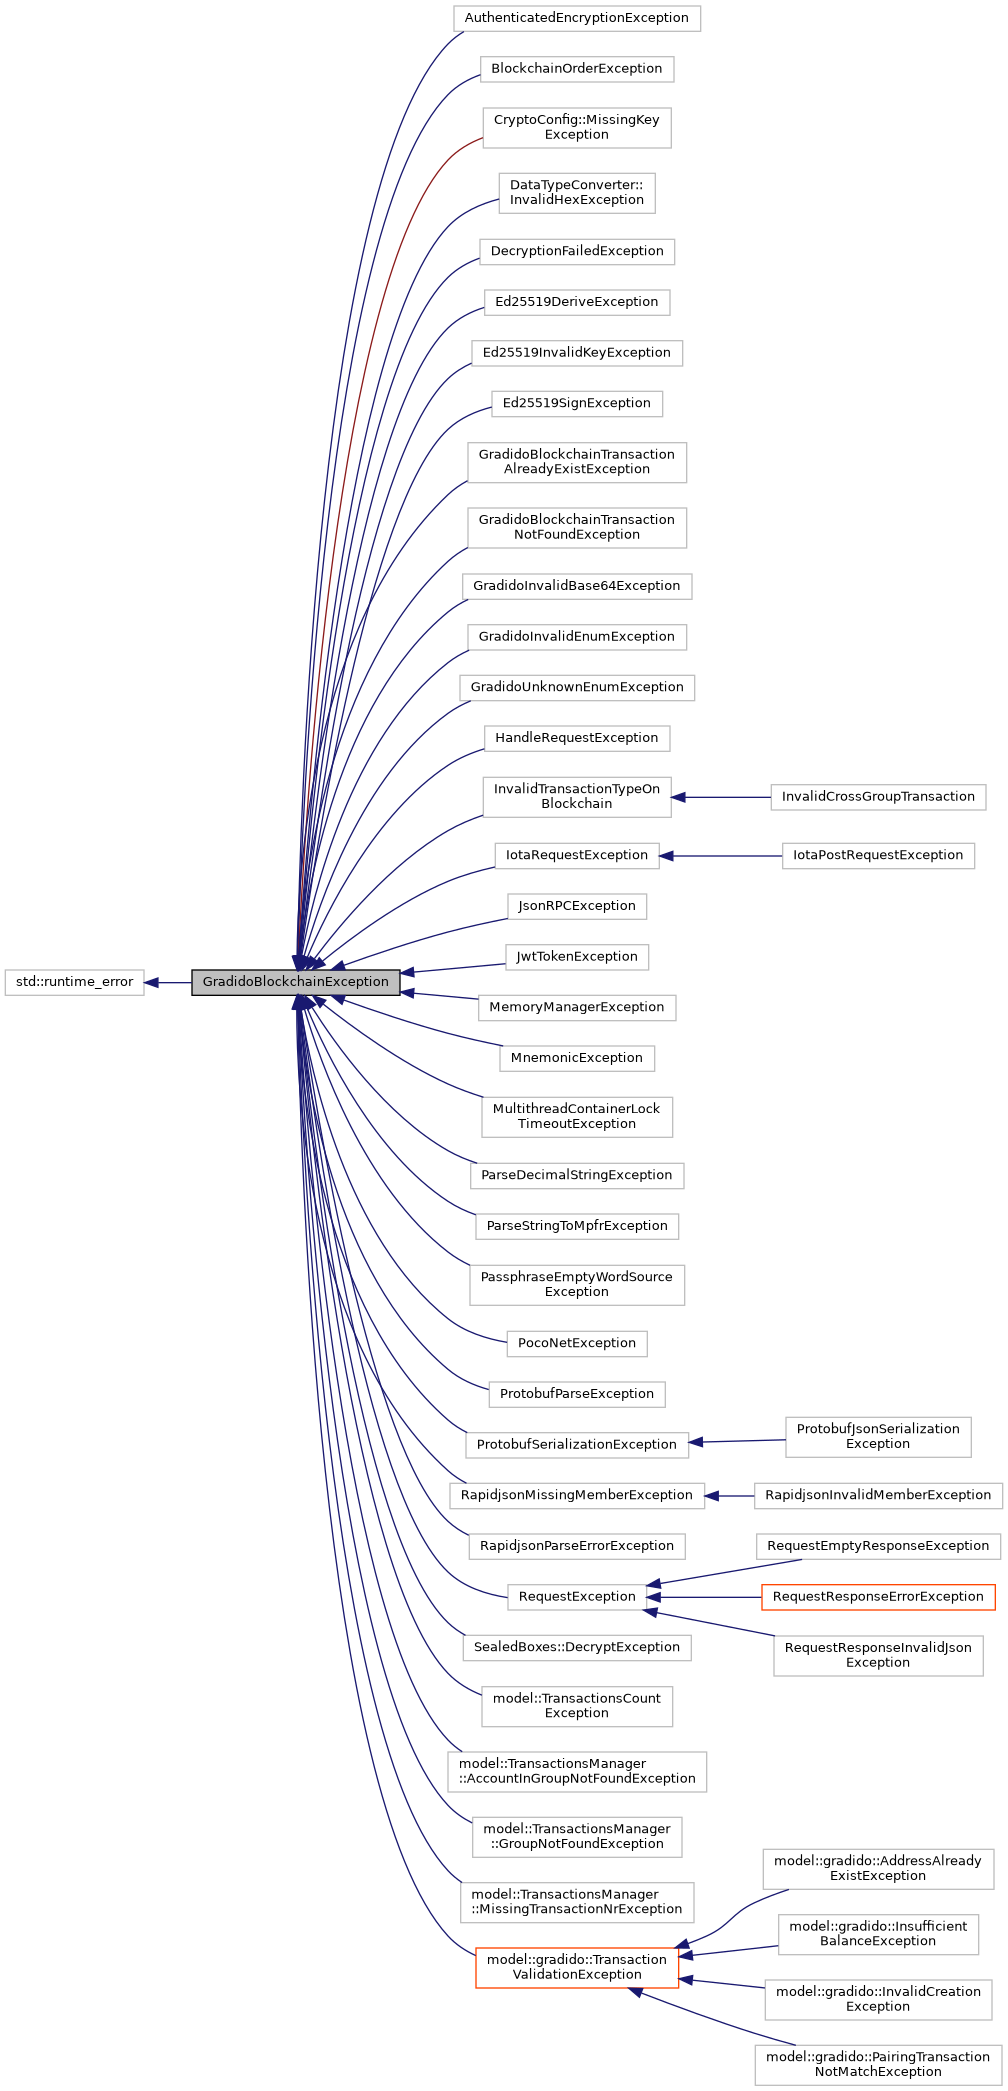 AuthenticatedEncryptionException
BlockchainOrderException
CryptoConfig::MissingKey
Exception
DataTypeConverter::
InvalidHexException
DecryptionFailedException
Ed25519DeriveException
Ed25519InvalidKeyException
Ed25519SignException
GradidoBlockchainTransaction
AlreadyExistException
GradidoBlockchainTransaction
NotFoundException
GradidoInvalidBase64Exception
GradidoInvalidEnumException
GradidoUnknownEnumException
HandleRequestException
InvalidTransactionTypeOn
Blockchain
InvalidCrossGroupTransaction
IotaRequestException
IotaPostRequestException
JsonRPCException
JwtTokenException
std::runtime_error
GradidoBlockchainException
MemoryManagerException
MnemonicException
MultithreadContainerLock
TimeoutException
ParseDecimalStringException
ParseStringToMpfrException
PassphraseEmptyWordSource
Exception
PocoNetException
ProtobufParseException
ProtobufSerializationException
ProtobufJsonSerialization
Exception
RapidjsonMissingMemberException
RapidjsonInvalidMemberException
RapidjsonParseErrorException
RequestException
RequestEmptyResponseException
RequestResponseErrorException
RequestResponseInvalidJson
Exception
SealedBoxes::DecryptException
model::TransactionsCount
Exception
model::TransactionsManager
::AccountInGroupNotFoundException
model::TransactionsManager
::GroupNotFoundException
model::TransactionsManager
::MissingTransactionNrException
model::gradido::Transaction
ValidationException
model::gradido::AddressAlready
ExistException
model::gradido::Insufficient
BalanceException
model::gradido::InvalidCreation
Exception
model::gradido::PairingTransaction
NotMatchException